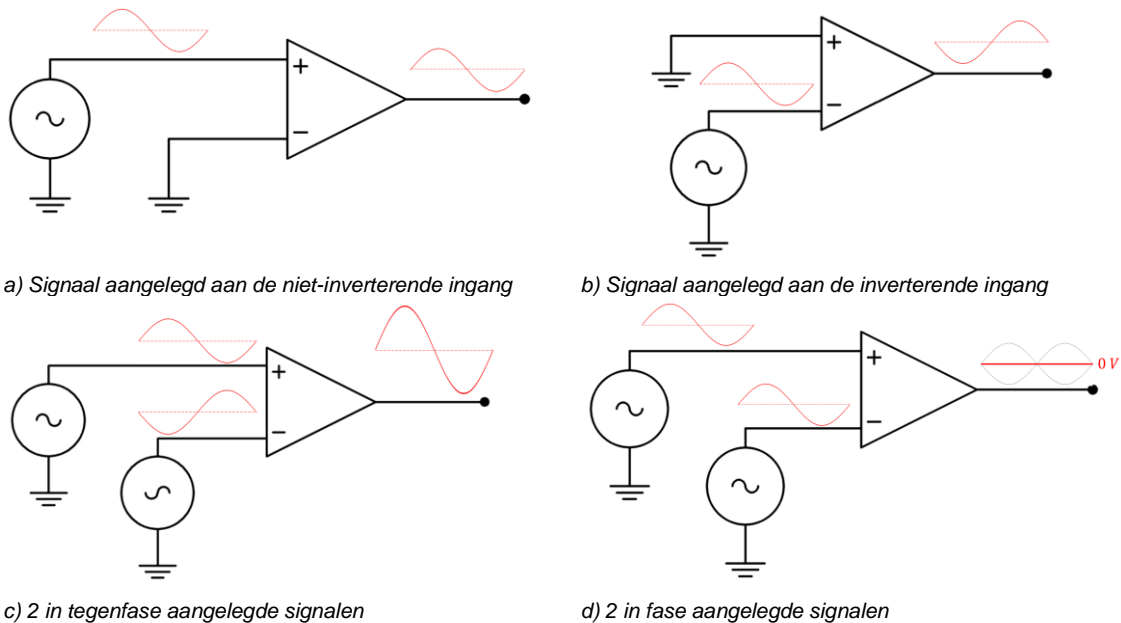 +
−
+
−
a) Signaal aangelegd aan de niet-inverterende ingang
b) Signaal aangelegd aan de inverterende ingang
+
−
+
−
0 V
c) 2 in tegenfase aangelegde signalen
d) 2 in fase aangelegde signalen